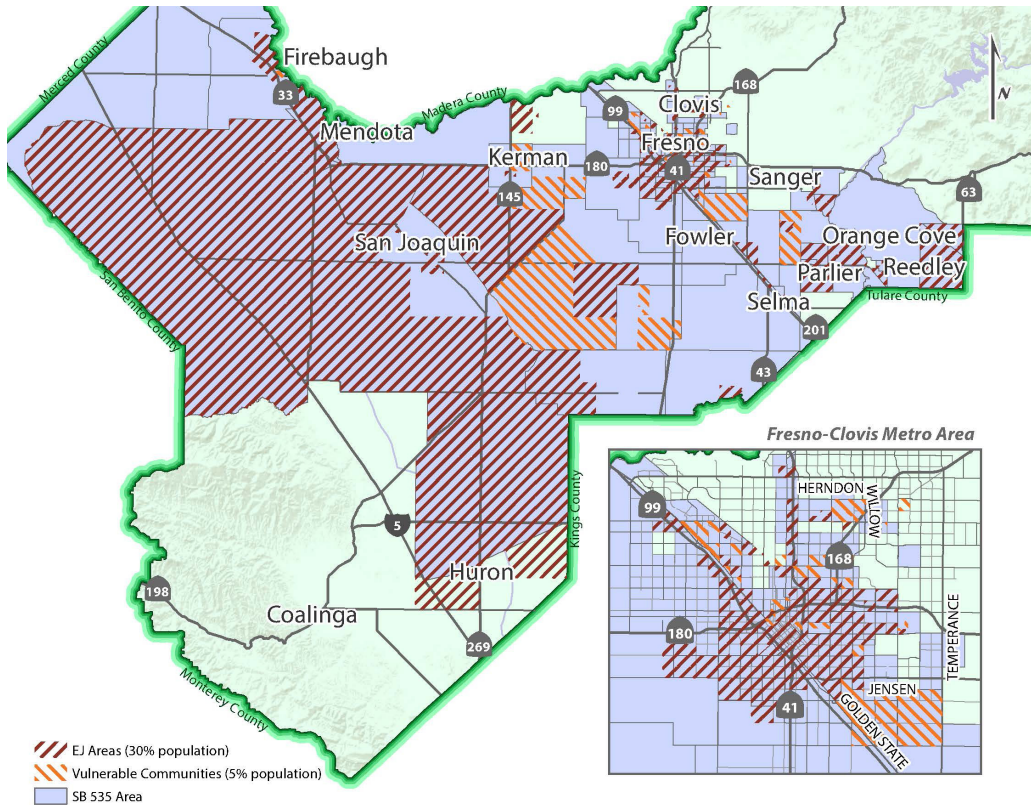 Merced County
Firebaugh
33
Madera County
Mendota
99
Clovis
168
N
Kerman
180
Fresno
41
Sanger
63
145
San Joaquin
Fowler
Orange Cove
Parlier
Reedley
San Benito County
Selma
Tulare County
201
43
Kings County
5
Huron
198
Coalinga
269
Monterey County
Fresno-Clovis Metro Area
HERNDON
WILLOW
99
168
180
TEMPERANCE
JENSEN
41
GOLDEN STATE
EJ Areas (30% population)
Vulnerable Communities (5% population)
SB 535 Area